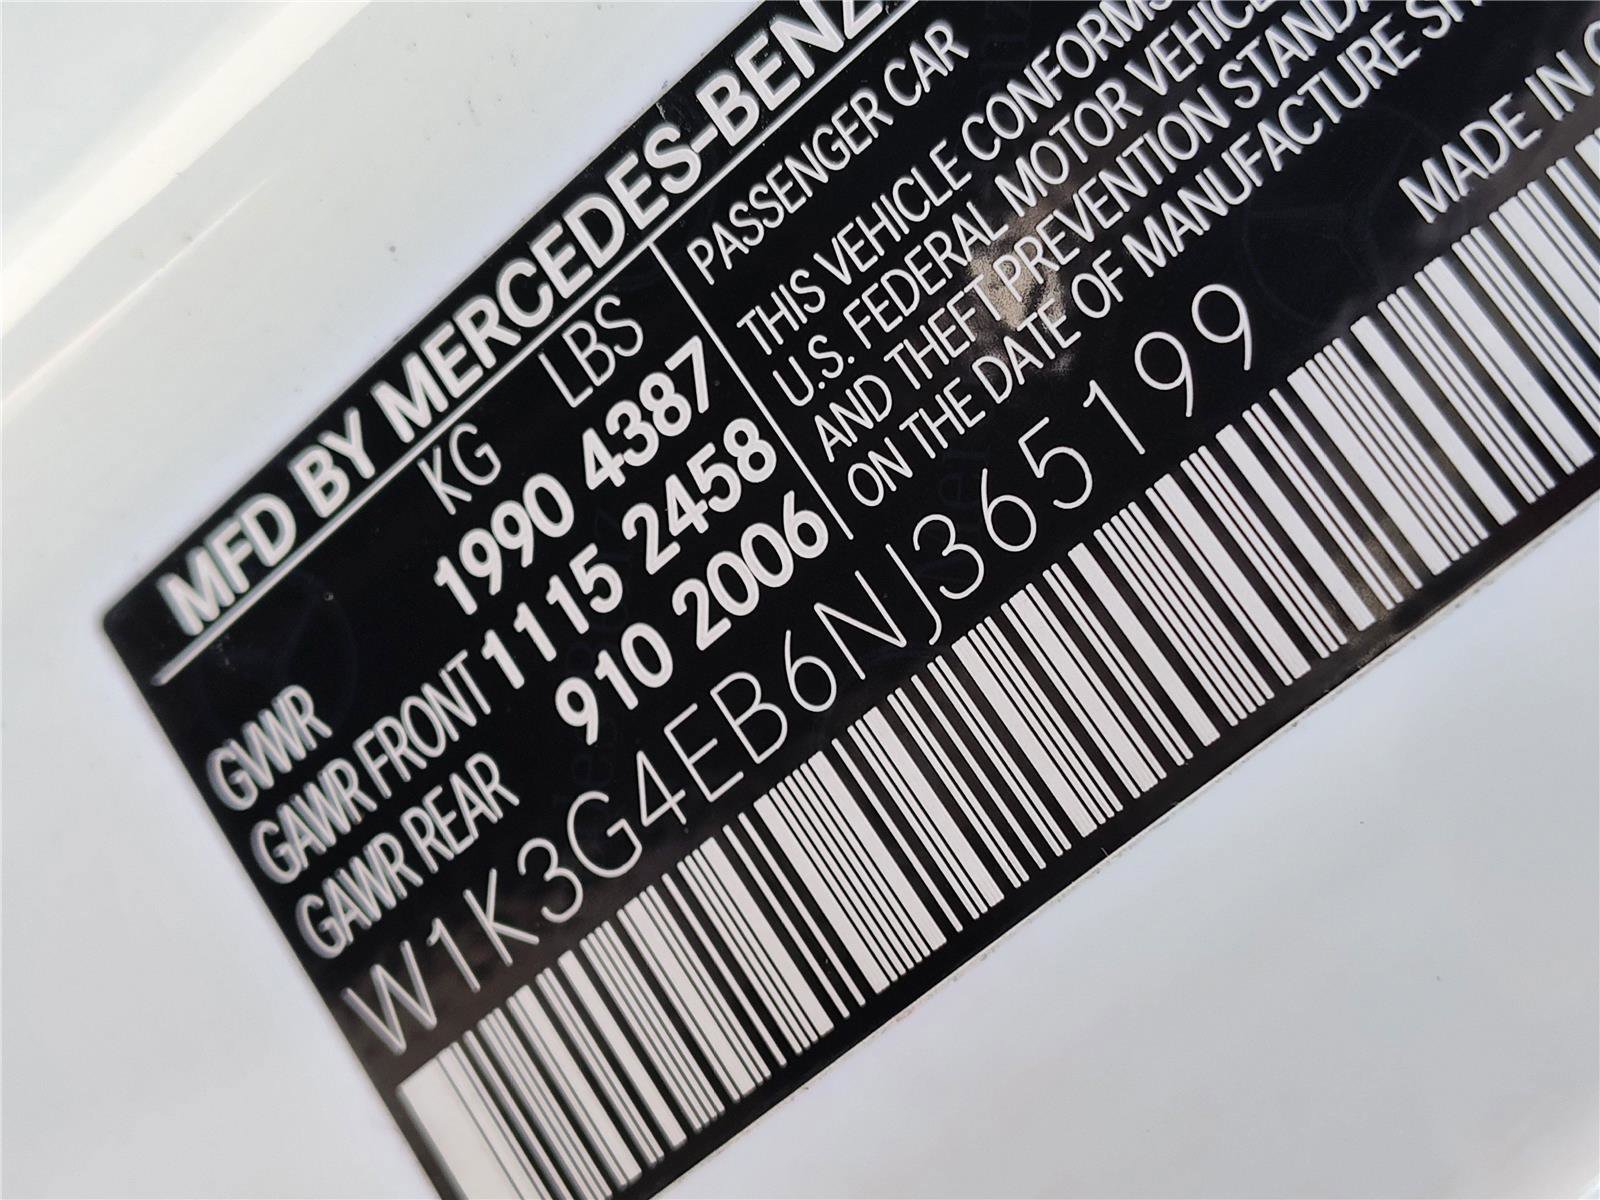 MFD BY MERCEDES-BENZ
KG LBS
GVWR 1990 4387
GAWR FRONT 1115 2458
GAWR REAR 910 2006
PASSENGER CAR
THIS VEHICLE CONFORMS
U.S. FEDERAL MOTOR VEHICLE
AND THEFT PREVENTION STANDA
ON THE DATE OF MANUFACTURE SH
MADE IN
W1K3G4EB6NJ365199